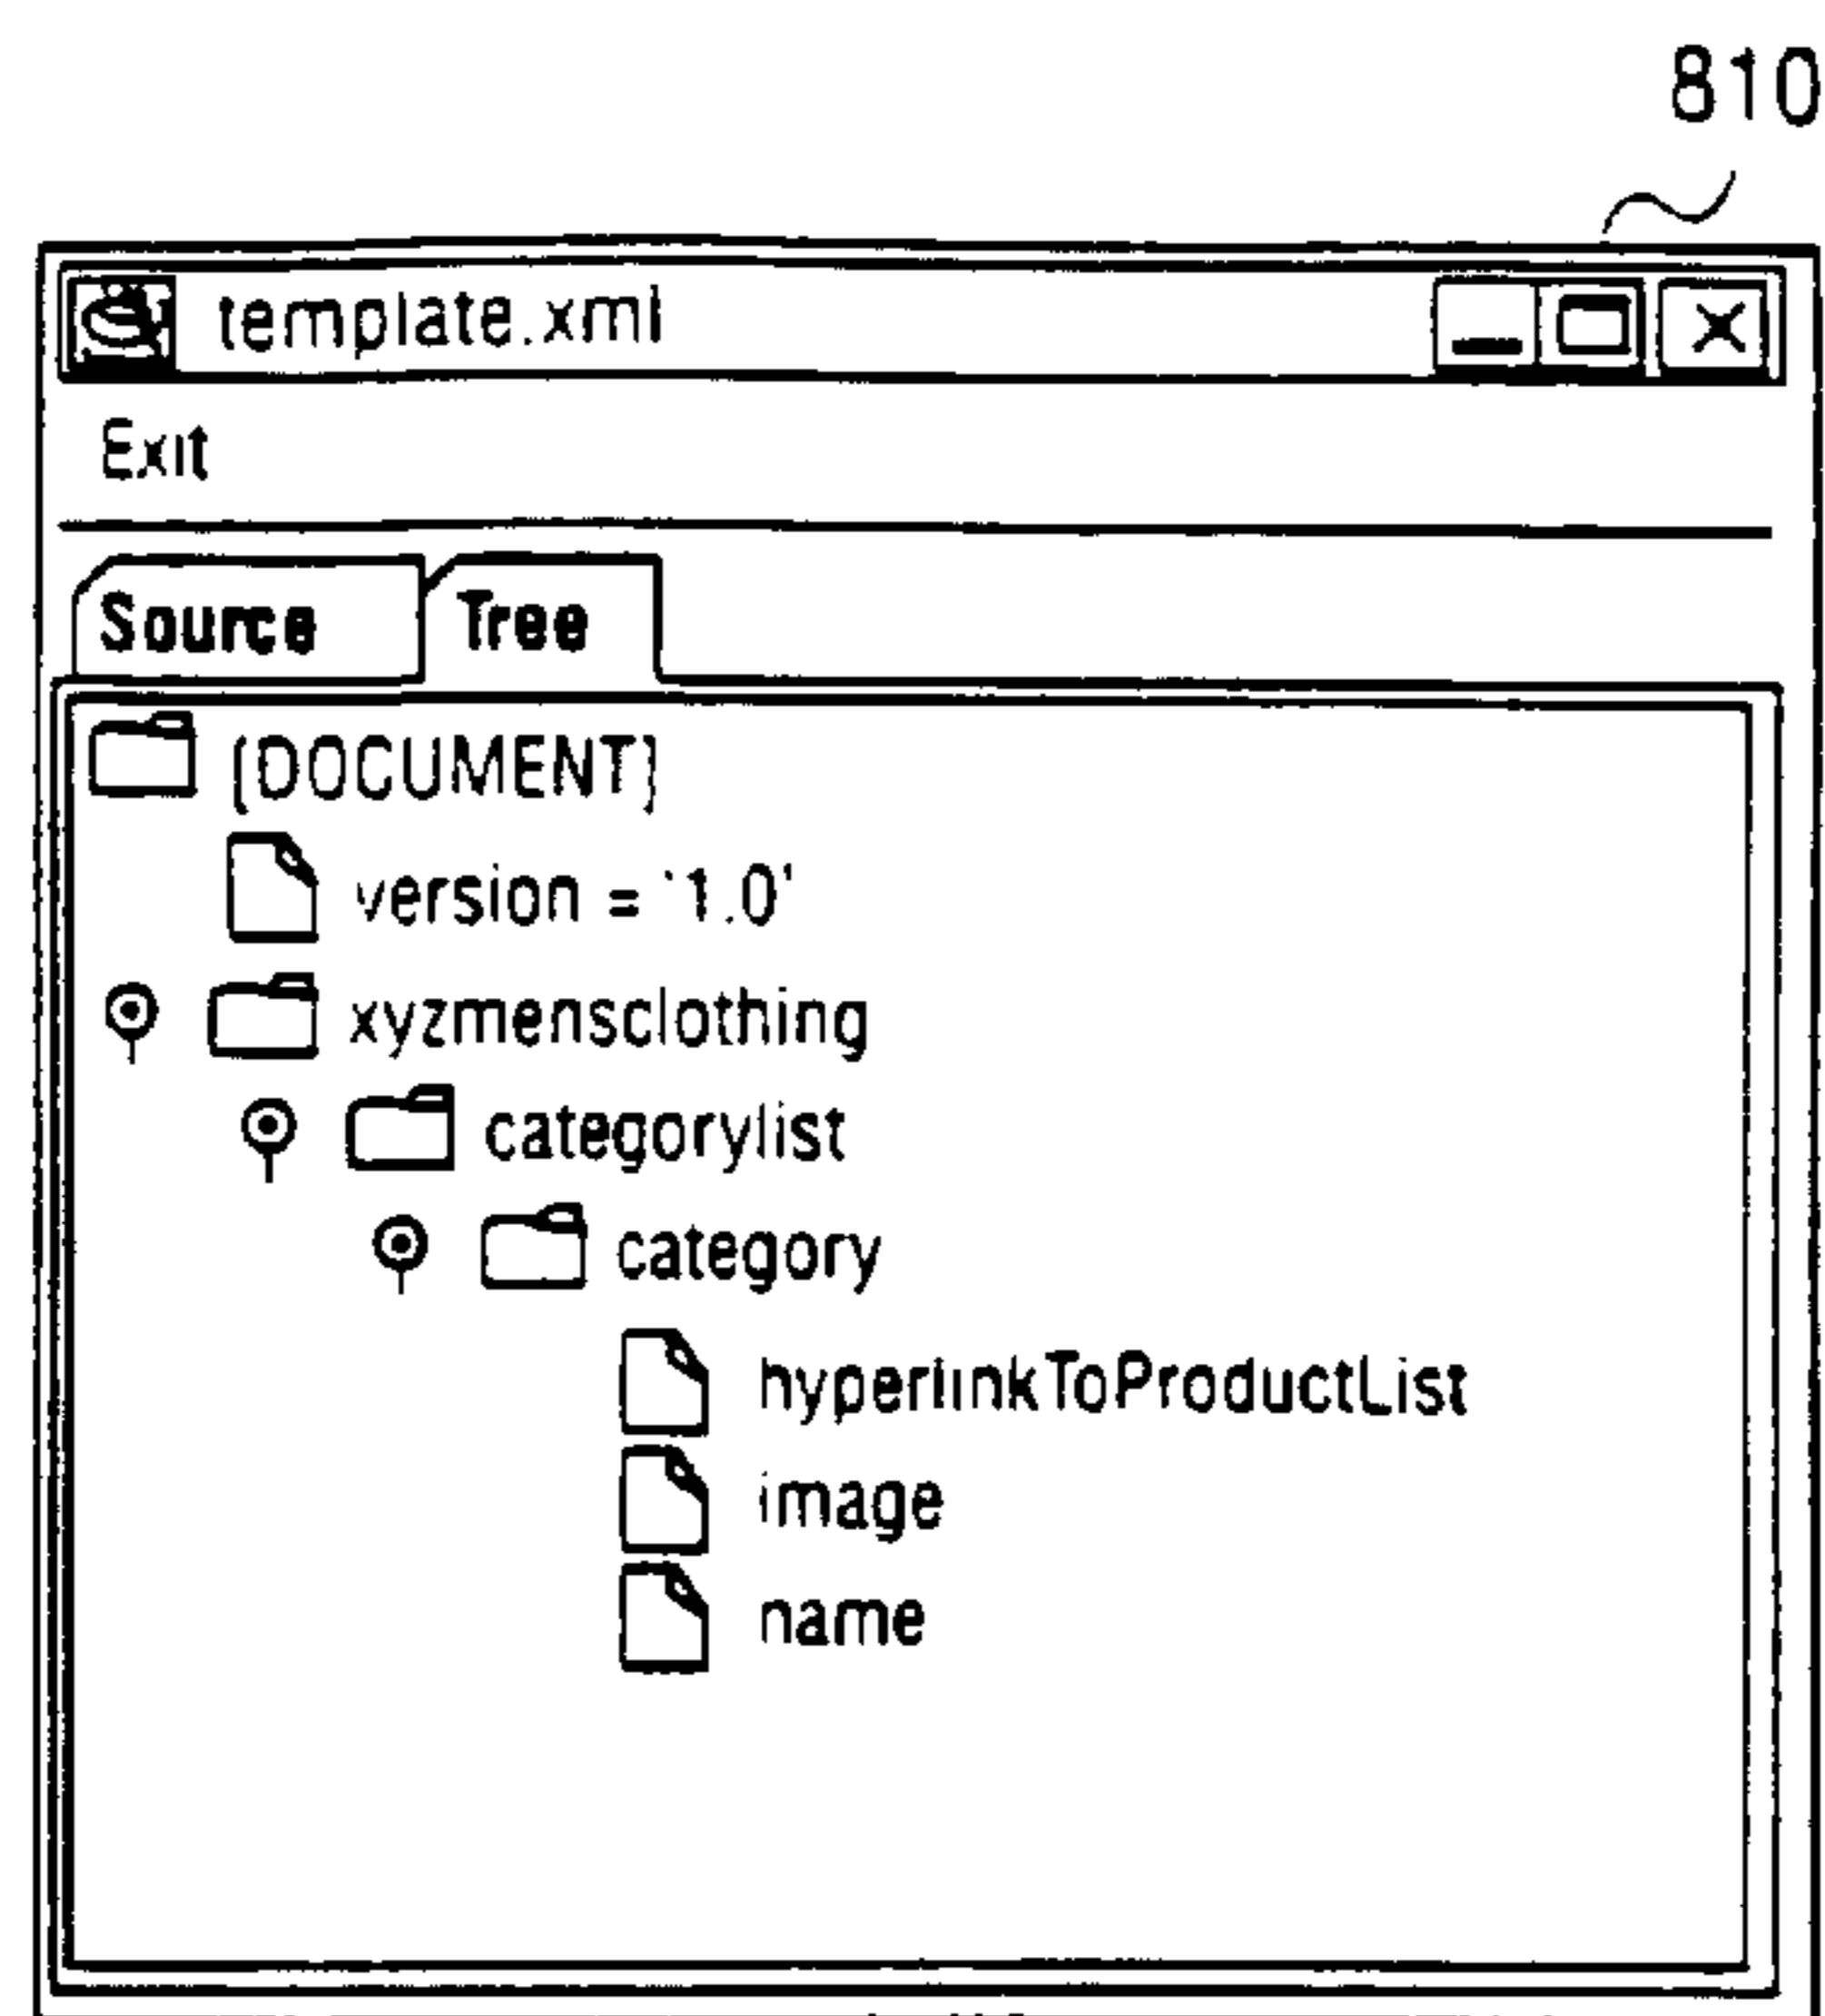 810
template.xml
Exit
Source Tree
[DOCUMENT]
version = '1.0'
xyzmensclothing
categorylist
category
hyperlinkToProductList
image
name